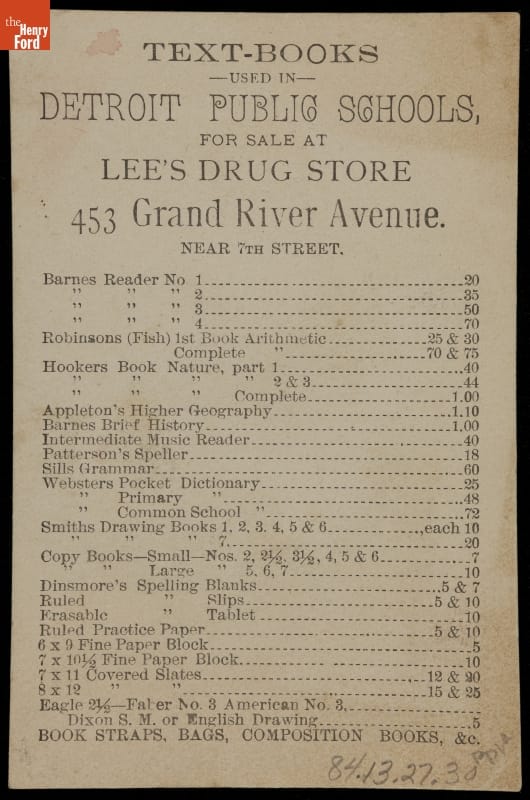 the
Henry
Ford
TEXT-BOOKS
—USED IN—
DETROIT PUBLIC SCHOOLS,
FOR SALE AT
LEE'S DRUG STORE
453 Grand River Avenue.
NEAR 7TH STREET.
Barnes Reader No 1 20
" " " 2 35
" " " 3 50
" " " 4 70
Robinsons (Fish) 1st Book Arithmetic 25 & 30
Complete " 70 & 75
Hookers Book Nature, part 1 40
" " " " 2 & 3 44
" " " Complete 1.00
Appleton's Higher Geography 1.10
Barnes Brief History 1.00
Intermediate Music Reader 40
Patterson's Speller 18
Sills Grammar 60
Websters Pocket Dictionary 25
" Primary " 48
" Common School " 72
Smiths Drawing Books 1, 2, 3. 4, 5 & 6 each 10
" " " 7. 20
Copy Books—Small—Nos. 2, 2½, 3½, 4, 5 & 6 7
" " Large " 5, 6, 7 10
Dinsmore's Spelling Blanks 5 & 7
Ruled " Slips 5 & 10
Erasable " Tablet 10
Ruled Practice Paper 5 & 10
6 x 9 Fine Paper Block 5
7 x 10½ Fine Paper Block 10
7 x 11 Covered Slates 12 & 20
8 x 12 " " 15 & 25
Eagle 2½—Faber No. 3 American No. 3,
Dixon S. M. or English Drawing 5
BOOK STRAPS, BAGS, COMPOSITION BOOKS, &c.
84.13.27.30